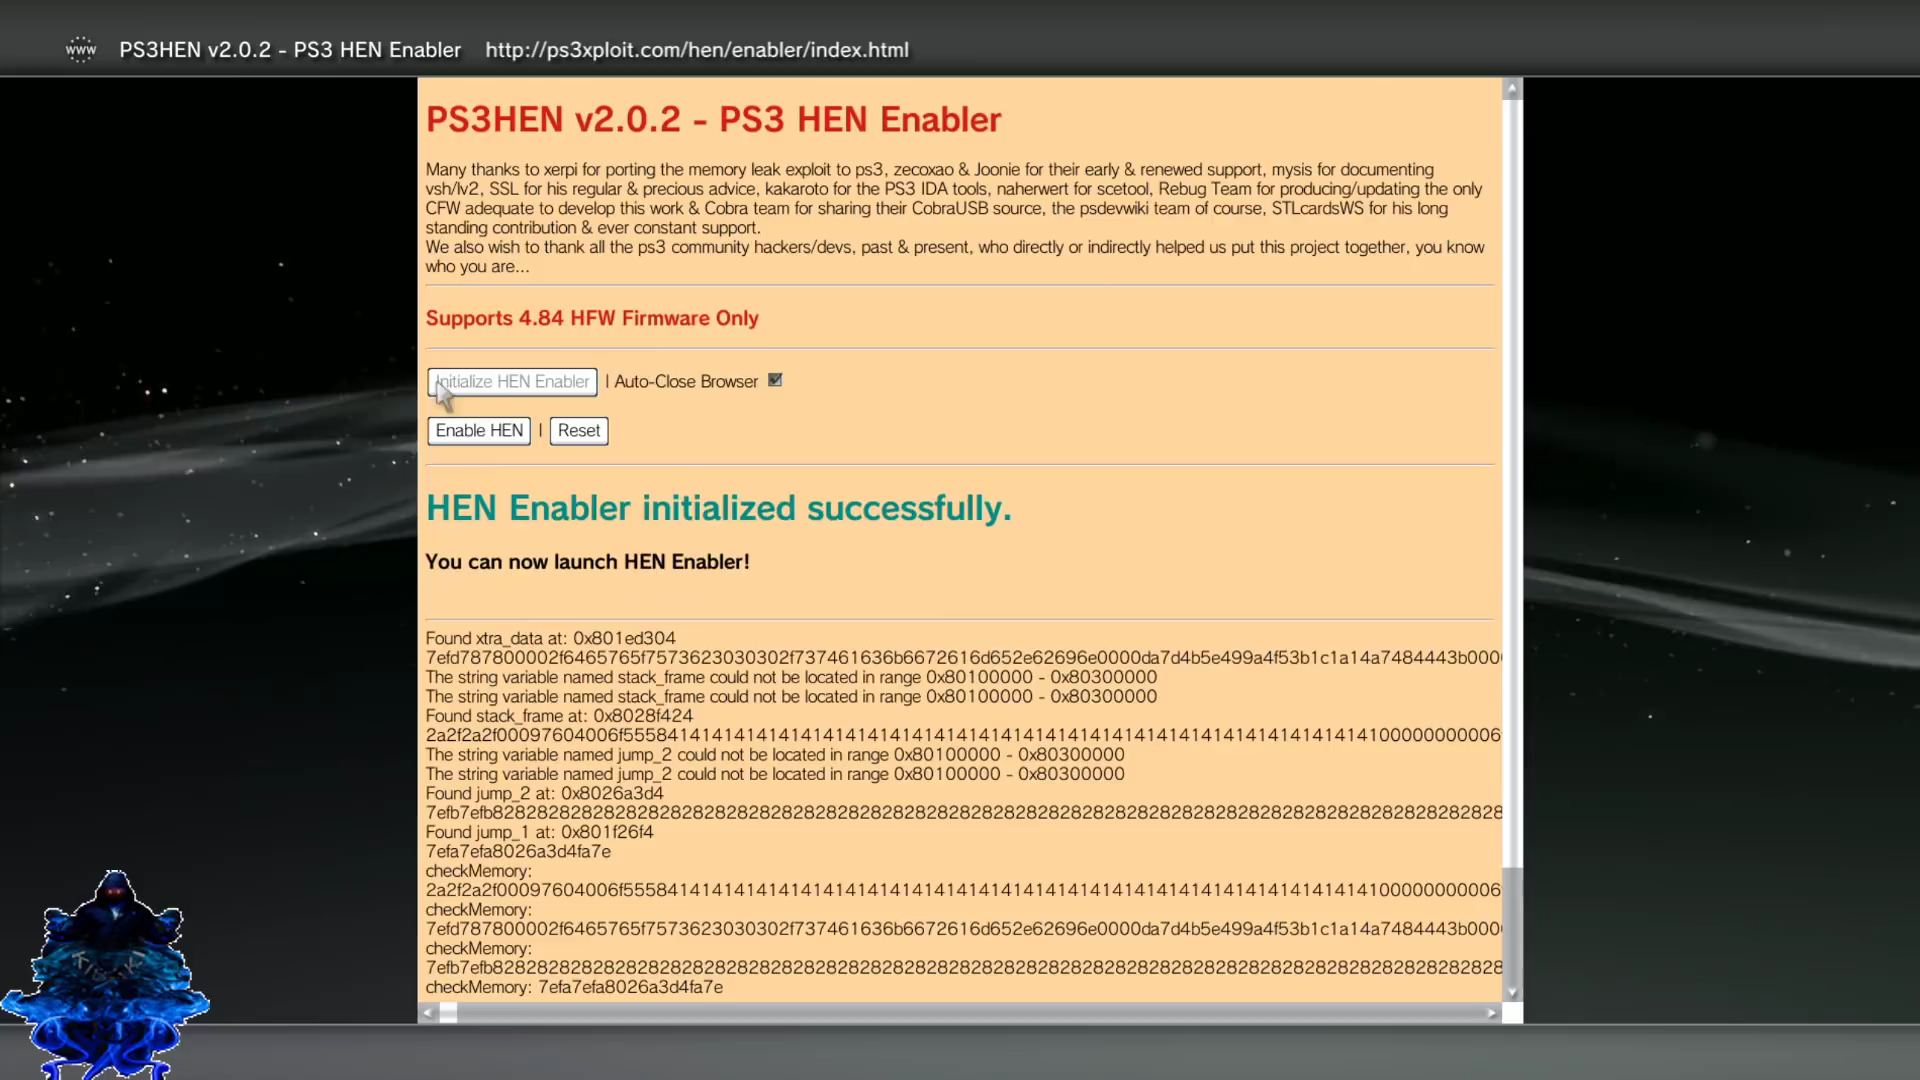 www PS3HEN v2.0.2 - PS3 HEN Enabler http://ps3xploit.com/hen/enabler/index.html
PS3HEN v2.0.2 - PS3 HEN Enabler
Many thanks to xerpi for porting the memory leak exploit to ps3, zecoxao & Joonie for their early & renewed support, mysis for documenting
vsh/lv2, SSL for his regular & precious advice, kakaroto for the PS3 IDA tools, naherwert for scetool, Rebug Team for producing/updating the only
CFW adequate to develop this work & Cobra team for sharing their CobraUSB source, the psdevwiki team of course, STLcardsWS for his long
standing contribution & ever constant support.
We also wish to thank all the ps3 community hackers/devs, past & present, who directly or indirectly helped us put this project together, you know
who you are...
Supports 4.84 HFW Firmware Only
Initialize HEN Enabler | Auto-Close Browser
Enable HEN | Reset
HEN Enabler initialized successfully.
You can now launch HEN Enabler!
Found xtra_data at: 0x801ed304
7efd787800002f6465765f7573623030302f737461636b6672616d652e62696e0000da7d4b5e499a4f53b1c1a14a7484443b000
The string variable named stack_frame could not be located in range 0x80100000 - 0x80300000
The string variable named stack_frame could not be located in range 0x80100000 - 0x80300000
Found stack_frame at: 0x8028f424
2a2f2a2f00097604006f555841414141414141414141414141414141414141414141414141414141414141410000000006
The string variable named jump_2 could not be located in range 0x80100000 - 0x80300000
The string variable named jump_2 could not be located in range 0x80100000 - 0x80300000
Found jump_2 at: 0x8026a3d4
7efb7efb82828282828282828282828282828282828282828282828282828282828282828282828282828282828282828
Found jump_1 at: 0x801f26f4
7efa7efa8026a3d4fa7e
checkMemory:
2a2f2a2f00097604006f555841414141414141414141414141414141414141414141414141414141414141410000000006
checkMemory:
7efd787800002f6465765f7573623030302f737461636b6672616d652e62696e0000da7d4b5e499a4f53b1c1a14a7484443b000
checkMemory:
7efb7efb82828282828282828282828282828282828282828282828282828282828282828282828282828282828282828
checkMemory: 7efa7efa8026a3d4fa7e